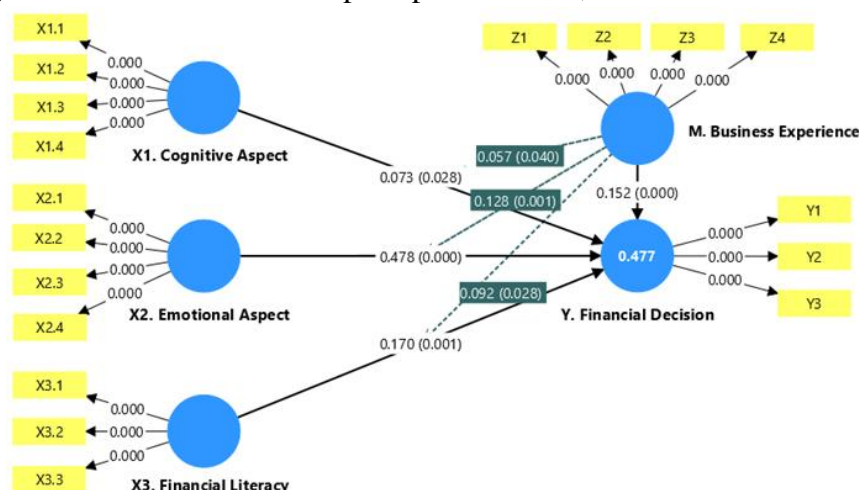 X1.1
X1.2
X1.3
X1.4
0.000
0.000
0.000
0.000
X1. Cognitive Aspect
Z1
Z2
Z3
Z4
0.000
0.000
0.000
0.000
M. Business Experience
0.057 (0.040)
0.073 (0.028)
0.128 (0.001)
0.152 (0.000)
X2.1
X2.2
X2.3
X2.4
0.000
0.000
0.000
0.000
X2. Emotional Aspect
0.478 (0.000)
0.477
Y1
Y2
Y3
0.000
0.000
0.000
Y. Financial Decision
0.092 (0.028)
0.170 (0.001)
X3.1
X3.2
X3.3
0.000
0.000
0.000
X3. Financial Literacy